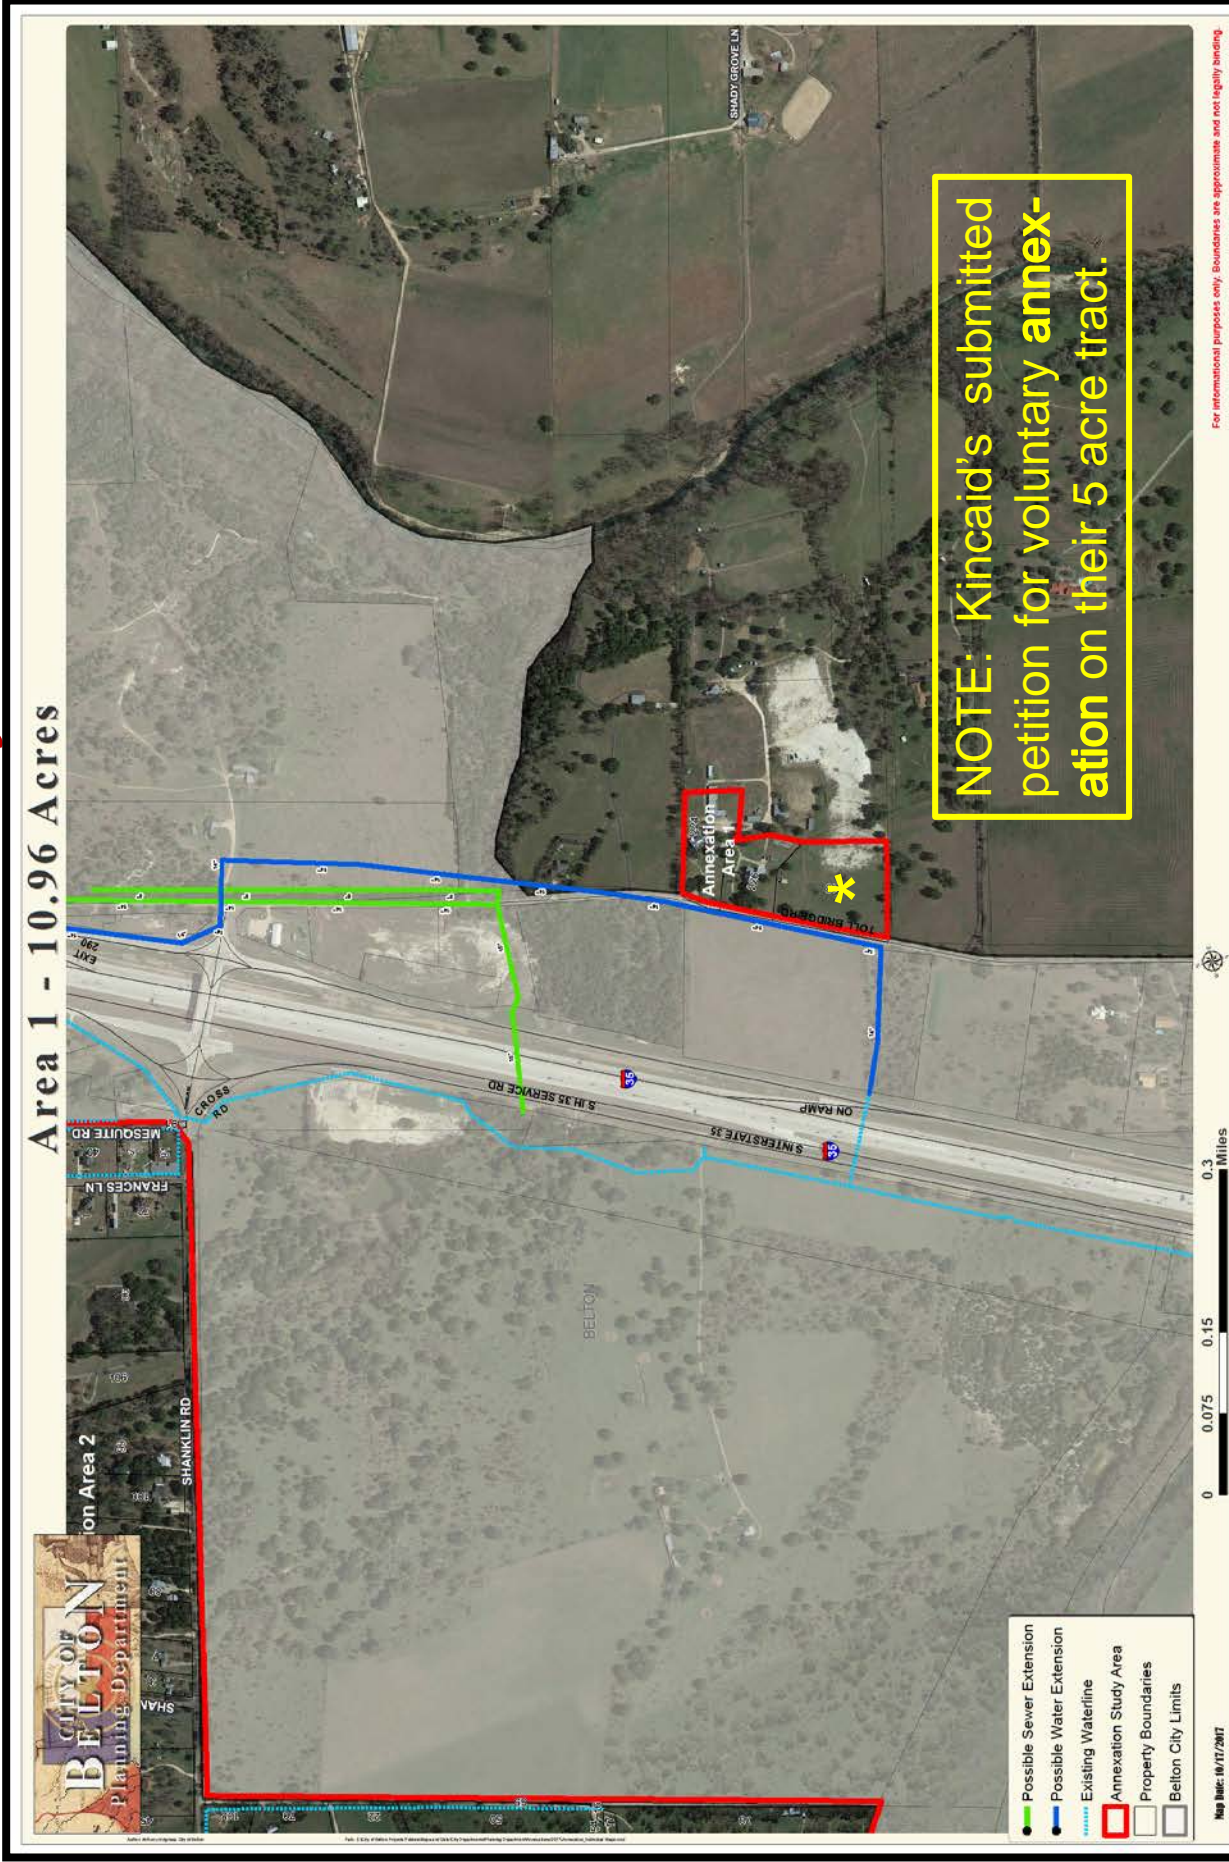 Area 1 - 10.96 Acres
CITY OF
BELTON
Planning Department
ion Area 2
SHAN
SHANKLIN RD
FRANCES LN
MESQUITE RD
CROSS
RD
EXIT
290
S IH 35 SERVICE RD
35
S INTERSTATE 35
35
ON RAMP
BELTON
TOLL BRIDGE RD
Annexation
Area 1
*
SHADY GROVE LN
NOTE: Kincaid's submitted
petition for voluntary annex-
ation on their 5 acre tract.
Possible Sewer Extension
Possible Water Extension
Existing Waterline
Annexation Study Area
Property Boundaries
Belton City Limits
Map Date: 10/17/2017
0 0.075 0.15 0.3
Miles
For informational purposes only. Boundaries are approximate and not legally binding.